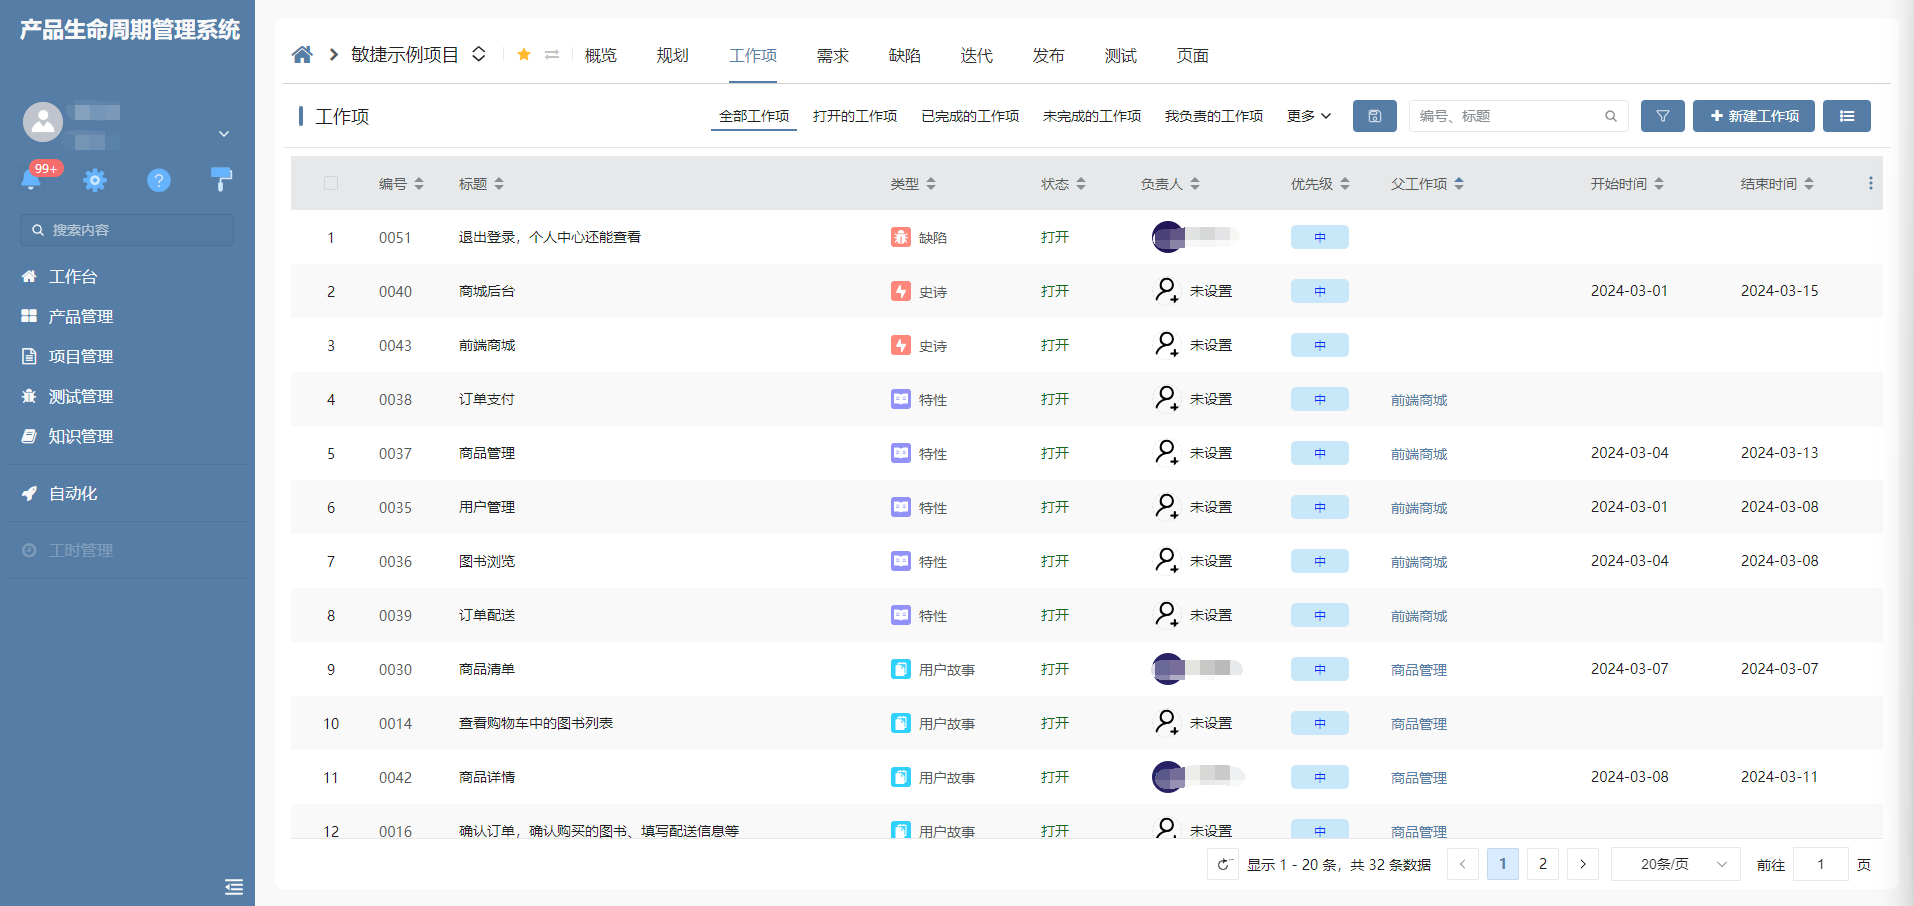 产品生命周期管理系统
99+
搜索内容
工作台
产品管理
项目管理
测试管理
知识管理
自动化
工时管理
敏捷示例项目 概览 规划 工作项 需求 缺陷 迭代 发布 测试 页面
工作项 全部工作项 打开的工作项 已完成的工作项 未完成的工作项 我负责的工作项 更多 编号、标题 新建工作项
编号 标题 类型 状态 负责人 优先级 父工作项 开始时间 结束时间
1 0051 退出登录，个人中心还能查看 缺陷 打开 中
2 0040 商城后台 史诗 打开 未设置 中 2024-03-01 2024-03-15
3 0043 前端商城 史诗 打开 未设置 中
4 0038 订单支付 特性 打开 未设置 中 前端商城
5 0037 商品管理 特性 打开 未设置 中 前端商城 2024-03-04 2024-03-13
6 0035 用户管理 特性 打开 未设置 中 前端商城 2024-03-01 2024-03-08
7 0036 图书浏览 特性 打开 未设置 中 前端商城 2024-03-04 2024-03-08
8 0039 订单配送 特性 打开 未设置 中 前端商城
9 0030 商品清单 用户故事 打开 中 商品管理 2024-03-07 2024-03-07
10 0014 查看购物车中的图书列表 用户故事 打开 未设置 中 商品管理
11 0042 商品详情 用户故事 打开 中 商品管理 2024-03-08 2024-03-11
12 0016 确认订单，确认购买的图书、填写配送信息等 用户故事 打开 未设置 中 商品管理
显示 1 - 20 条，共 32 条数据 1 2 20条/页 前往 1 页